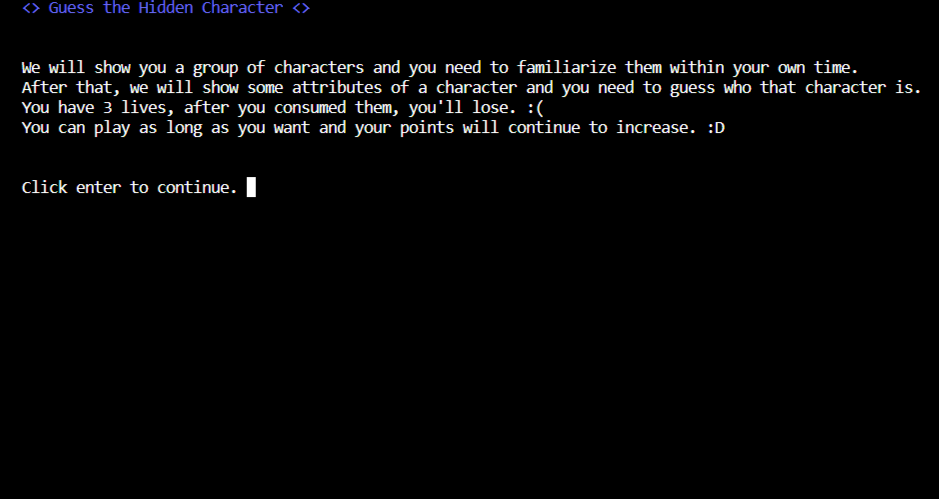 <> Guess the Hidden Character <>
We will show you a group of characters and you need to familiarize them within your own time.
After that, we will show some attributes of a character and you need to guess who that character is.
You have 3 lives, after you consumed them, you'll lose. :(
You can play as long as you want and your points will continue to increase. :D
Click enter to continue.